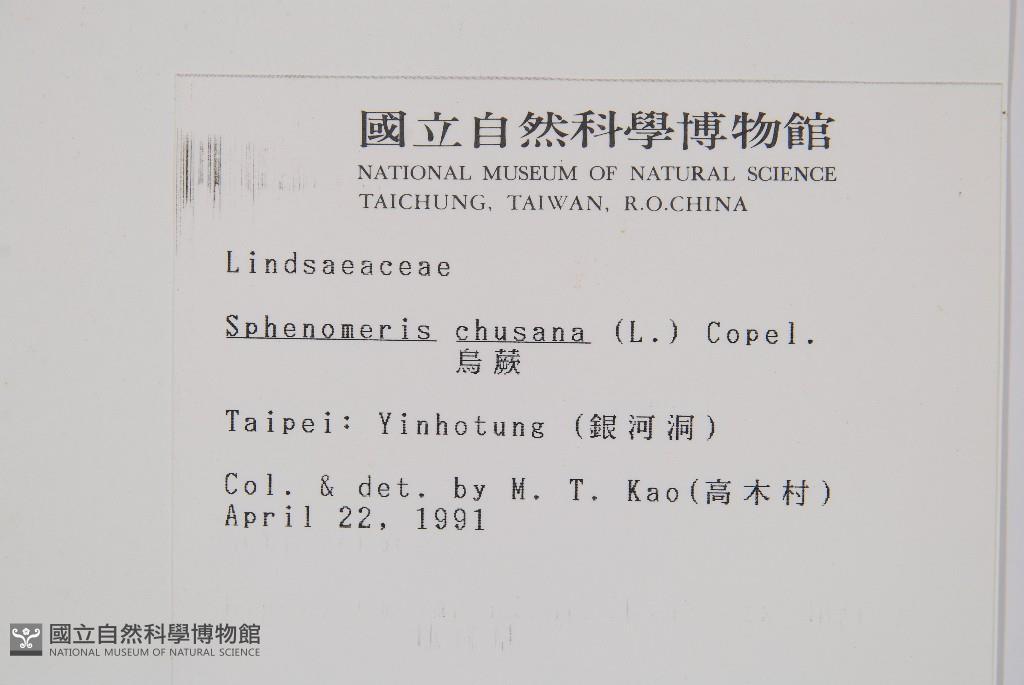 國立自然科學博物館
NATIONAL MUSEUM OF NATURAL SCIENCE
TAICHUNG, TAIWAN, R.O.CHINA
Lindsaeaceae
Sphenomeris chusana (L.) Copel.
烏蕨
Taipei: Yinhotung (銀河洞)
Col. & det. by M. T. Kao(高木村)
April 22, 1991
國立自然科學博物館
NATIONAL MUSEUM OF NATURAL SCIENCE